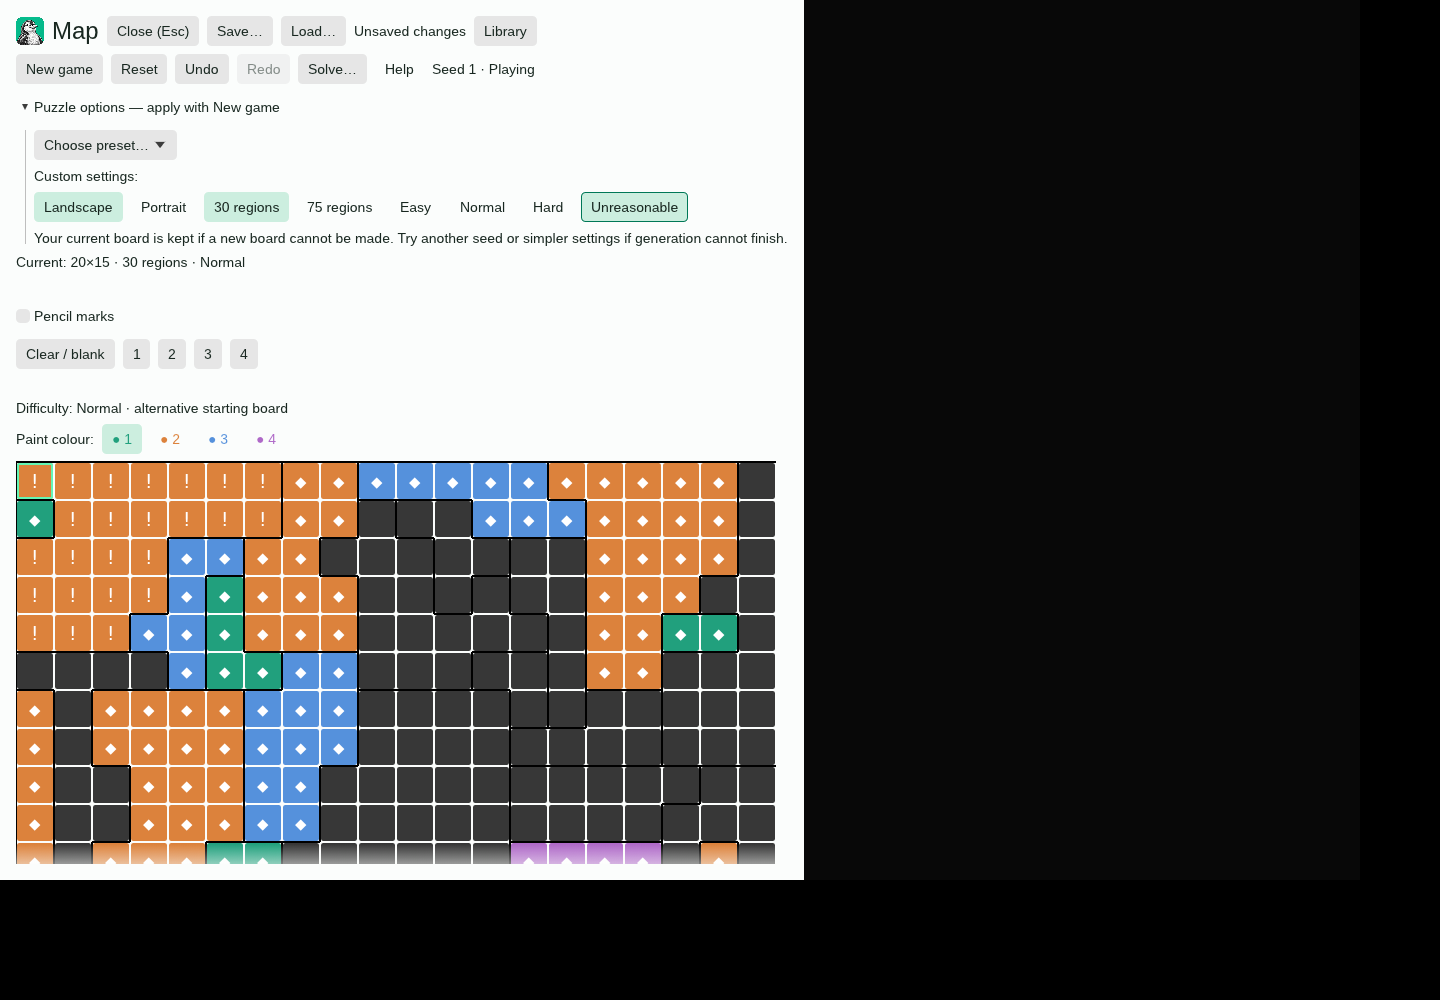 Map Close (Esc) Save… Load… Unsaved changes Library
New game Reset Undo Redo Solve… Help Seed 1 · Playing
▾ Puzzle options — apply with New game
Choose preset…
Custom settings:
Landscape Portrait 30 regions 75 regions Easy Normal Hard Unreasonable
Your current board is kept if a new board cannot be made. Try another seed or simpler settings if generation cannot finish.
Current: 20×15 · 30 regions · Normal
Pencil marks
Clear / blank 1 2 3 4
Difficulty: Normal · alternative starting board
Paint colour: ● 1 ● 2 ● 3 ● 4
! ! ! ! ! ! !
! ! ! ! ! !
! ! ! !
! ! ! !
! ! !